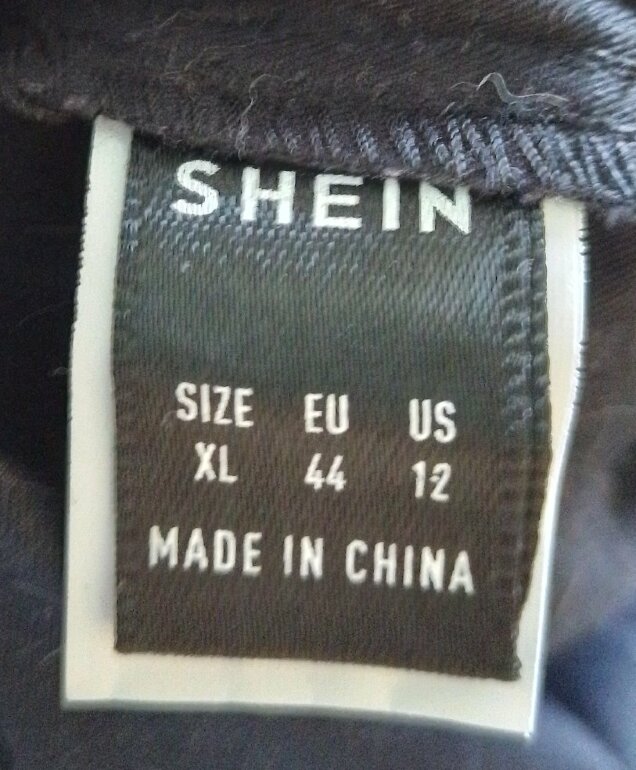 SHEIN
SIZE EU US
XL 44 12
MADE IN CHINA